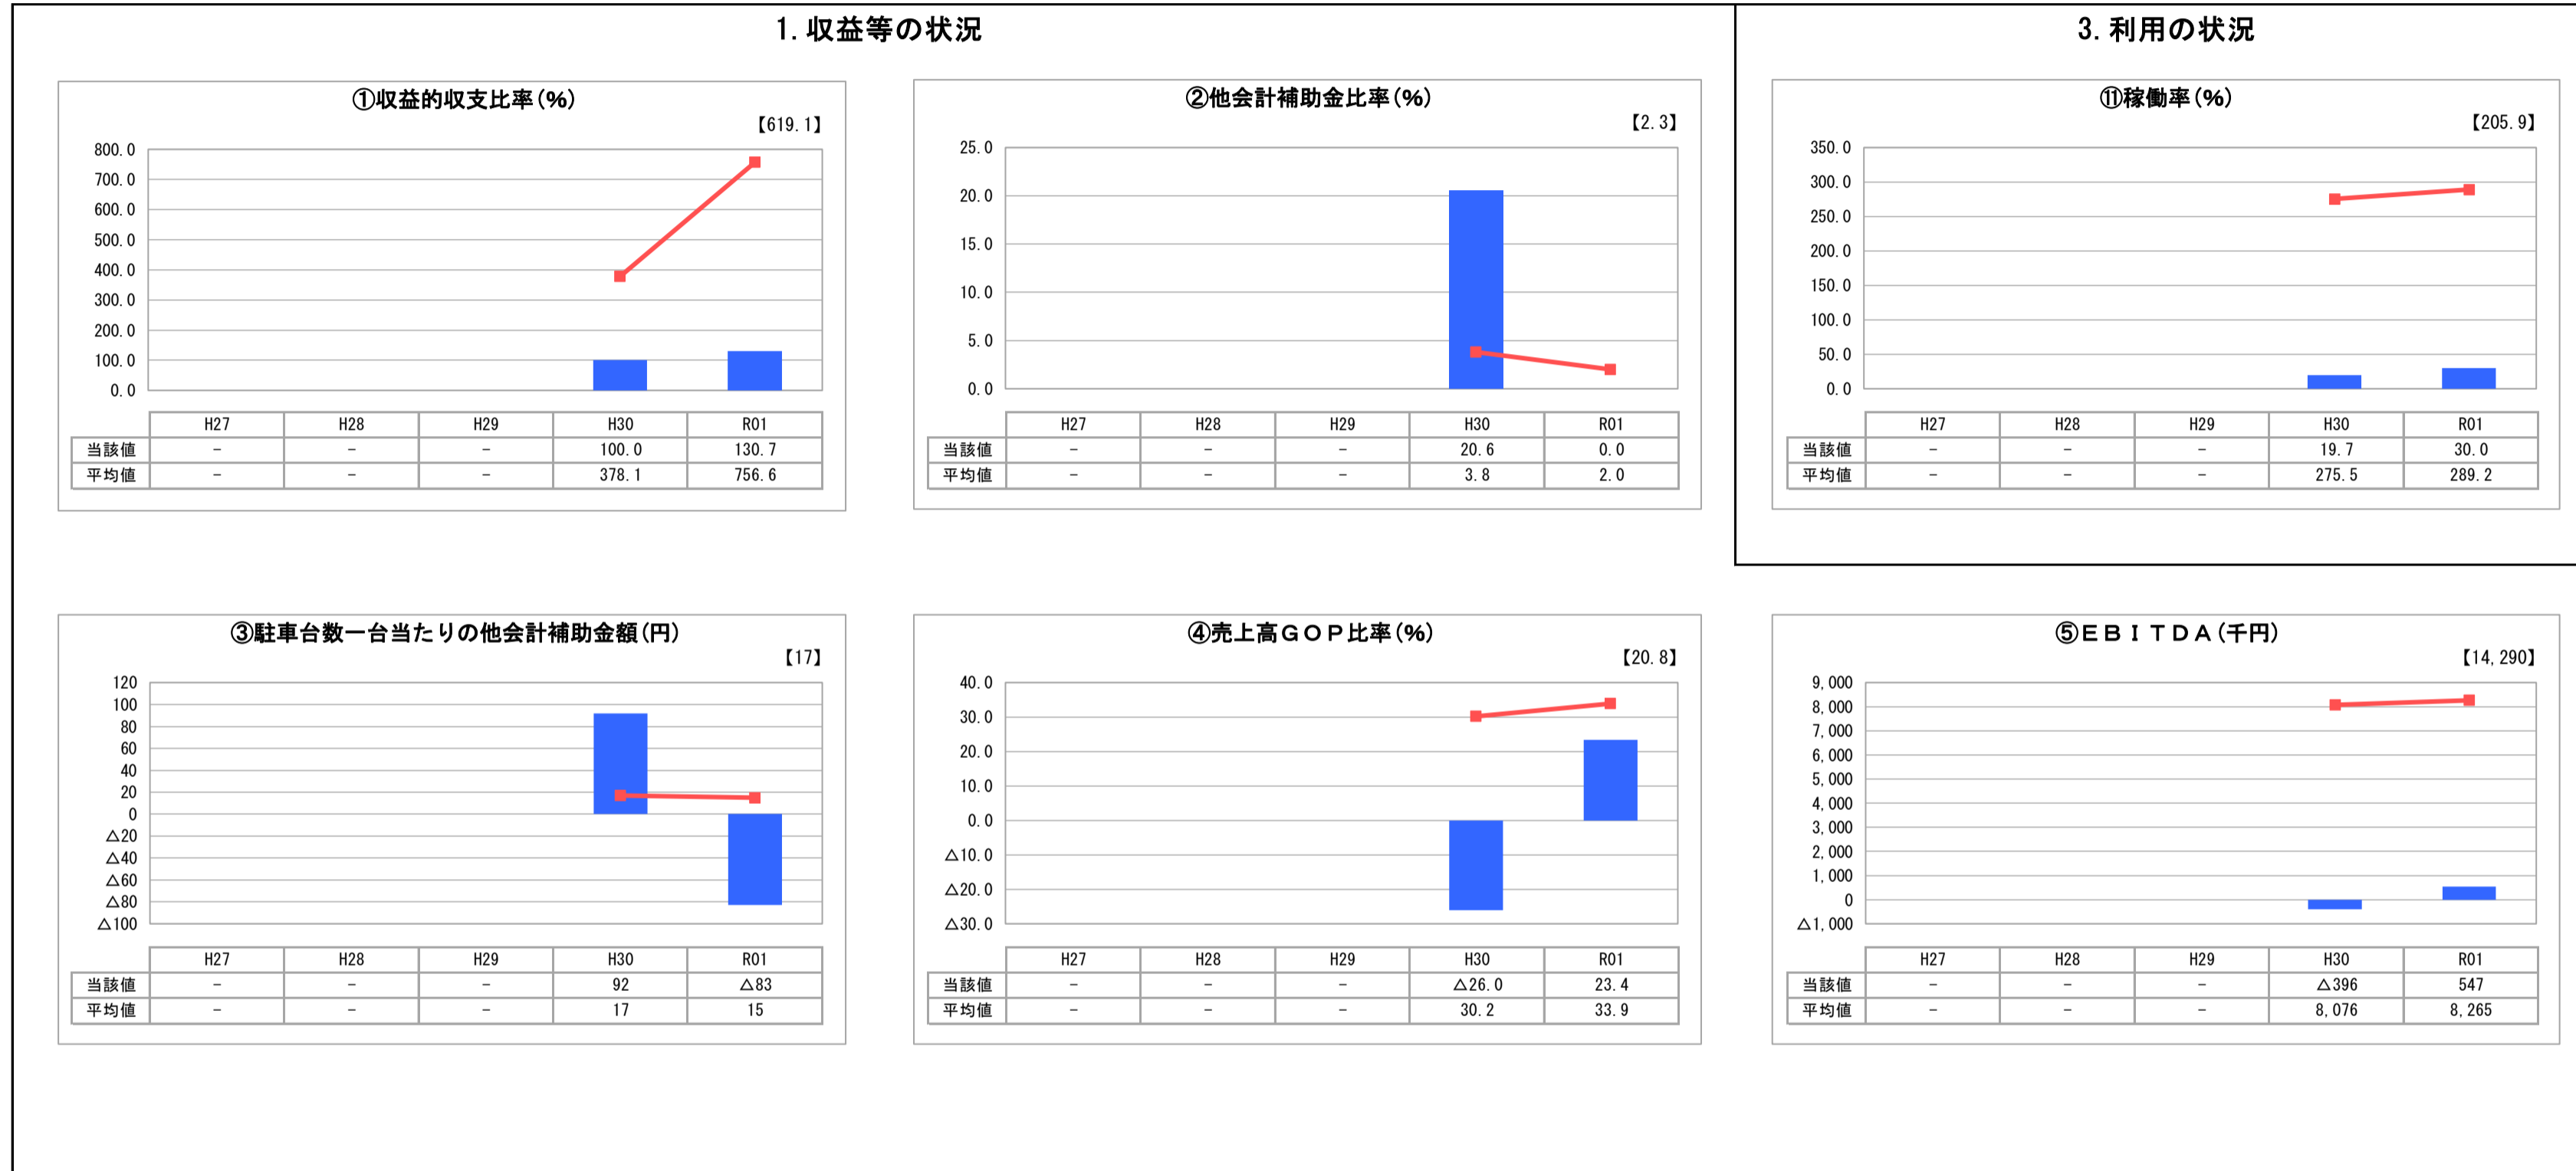 1.収益等の状況
3.利用の状況
①収益的収支比率(%)
【619.1】
800.0
700.0
600.0
500.0
400.0
300.0
200.0
100.0
0.0
H27 H28 H29 H30 R01
当該値 - - - 100.0 130.7
平均値 - - - 378.1 756.6
②他会計補助金比率(%)
【2.3】
25.0
20.0
15.0
10.0
5.0
0.0
H27 H28 H29 H30 R01
当該値 - - - 20.6 0.0
平均値 - - - 3.8 2.0
⑪稼働率(%)
【205.9】
350.0
300.0
250.0
200.0
150.0
100.0
50.0
0.0
H27 H28 H29 H30 R01
当該値 - - - 19.7 30.0
平均値 - - - 275.5 289.2
③駐車台数一台当たりの他会計補助金額(円)
【17】
120
100
80
60
40
20
0
△20
△40
△60
△80
△100
H27 H28 H29 H30 R01
当該値 - - - 92 △83
平均値 - - - 17 15
④売上高GOP比率(%)
【20.8】
40.0
30.0
20.0
10.0
0.0
△10.0
△20.0
△30.0
H27 H28 H29 H30 R01
当該値 - - - △26.0 23.4
平均値 - - - 30.2 33.9
⑤EBITDA(千円)
【14,290】
9,000
8,000
7,000
6,000
5,000
4,000
3,000
2,000
1,000
0
△1,000
H27 H28 H29 H30 R01
当該値 - - - △396 547
平均値 - - - 8,076 8,265